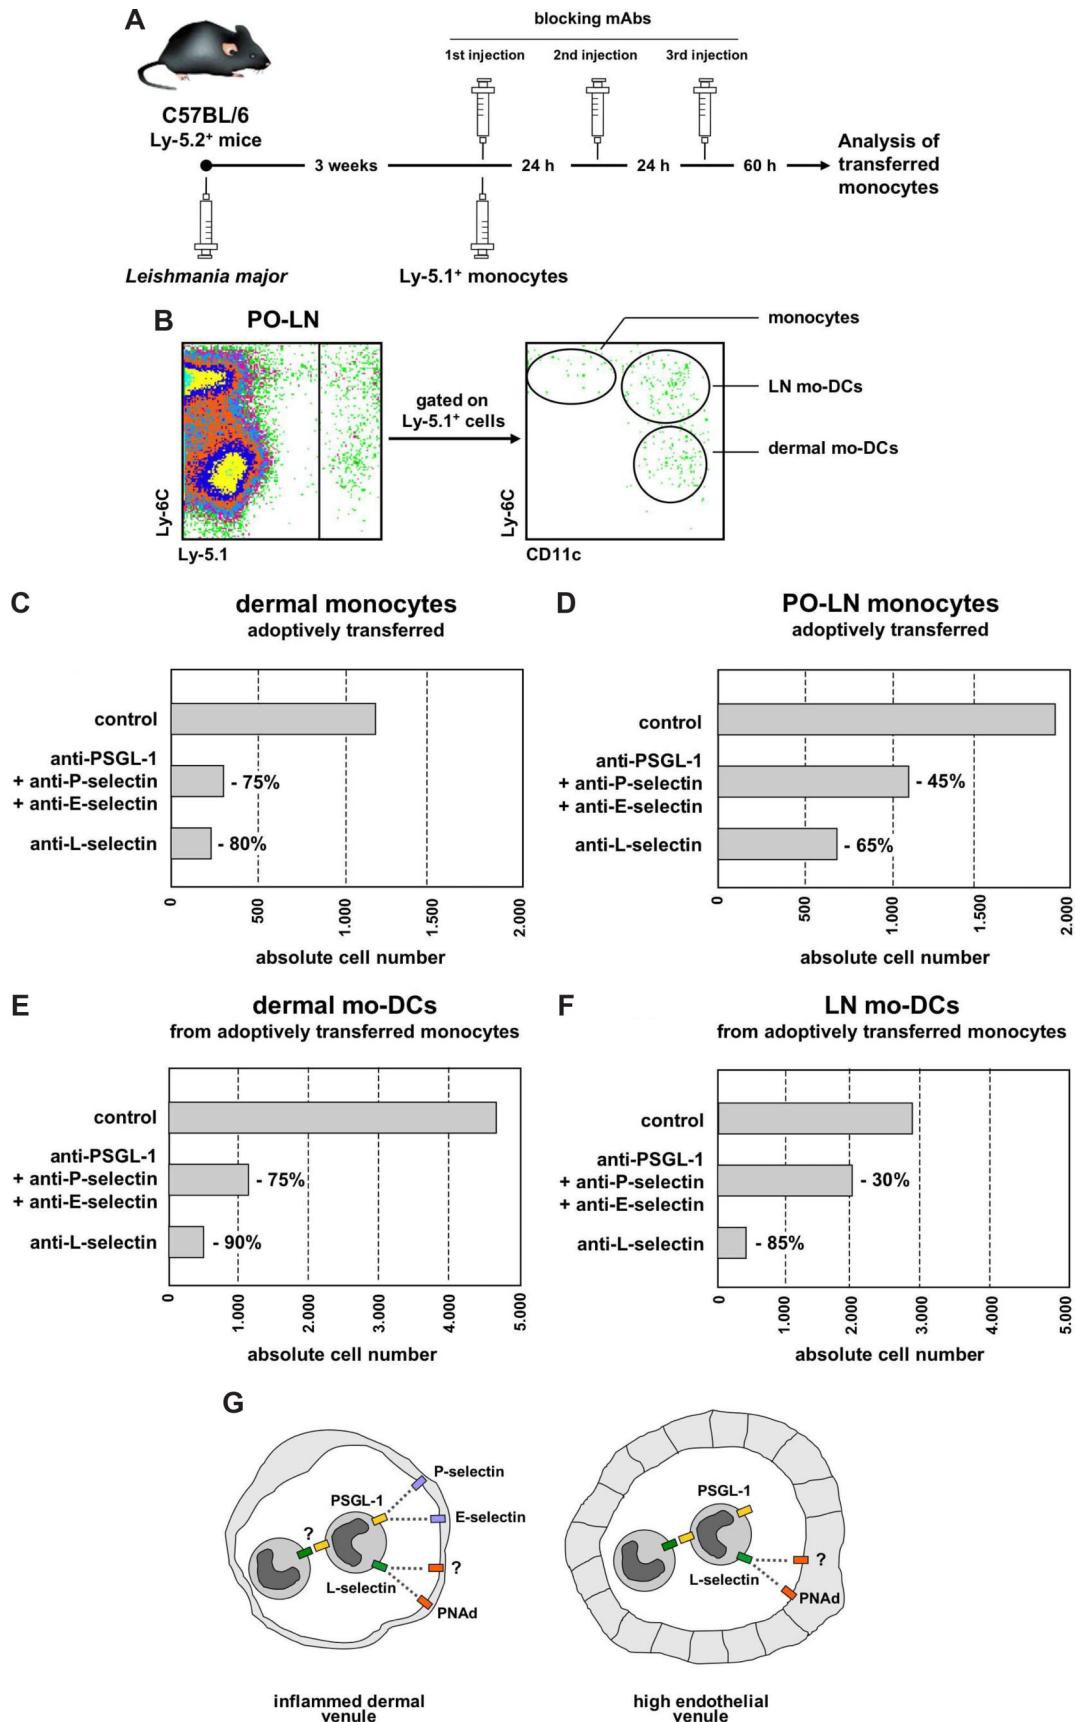 A
blocking mAbs
1st injection
2nd injection
3rd injection
C57BL/6
Ly-5.2⁺ mice
3 weeks
24 h
24 h
60 h
Analysis of
transferred
monocytes
Leishmania major
Ly-5.1⁺ monocytes
B
PO-LN
Ly-6C
Ly-5.1
gated on
Ly-5.1⁺ cells
Ly-6C
CD11c
monocytes
LN mo-DCs
dermal mo-DCs
C
dermal monocytes
adoptively transferred
control
anti-PSGL-1
+ anti-P-selectin
+ anti-E-selectin
- 75%
anti-L-selectin
- 80%
0
500
1.000
1.500
2.000
absolute cell number
D
PO-LN monocytes
adoptively transferred
control
anti-PSGL-1
+ anti-P-selectin
+ anti-E-selectin
- 45%
anti-L-selectin
- 65%
0
500
1.000
1.500
2.000
absolute cell number
E
dermal mo-DCs
from adoptively transferred monocytes
control
anti-PSGL-1
+ anti-P-selectin
+ anti-E-selectin
- 75%
anti-L-selectin
- 90%
0
1.000
2.000
3.000
4.000
5.000
absolute cell number
F
LN mo-DCs
from adoptively transferred monocytes
control
anti-PSGL-1
+ anti-P-selectin
+ anti-E-selectin
- 30%
anti-L-selectin
- 85%
0
1.000
2.000
3.000
4.000
5.000
absolute cell number
G
P-selectin
PSGL-1
E-selectin
?
?
L-selectin
PNAd
inflammed dermal
venule
PSGL-1
?
L-selectin
PNAd
high endothelial
venule